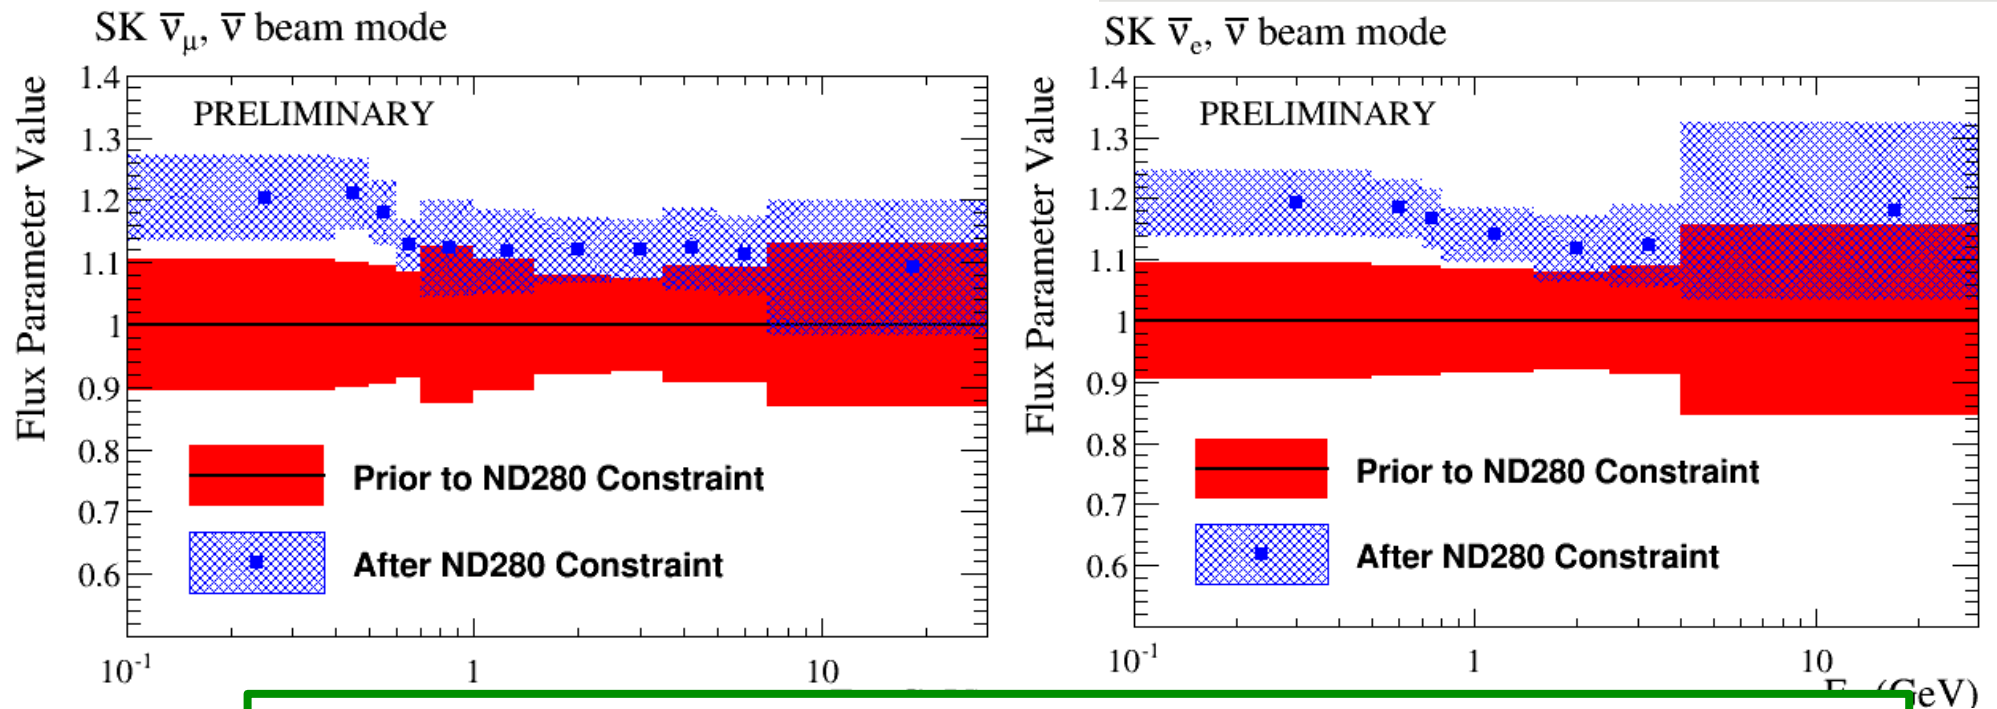 SK ν̅μ, ν̅ beam mode
Flux Parameter Value
PRELIMINARY
1.4
1.3
1.2
1.1
1
0.9
0.8
0.7
0.6
Prior to ND280 Constraint
After ND280 Constraint
10⁻¹ 1 10
SK ν̅e, ν̅ beam mode
Flux Parameter Value
PRELIMINARY
1.4
1.3
1.2
1.1
1
0.9
0.8
0.7
0.6
Prior to ND280 Constraint
After ND280 Constraint
10⁻¹ 1 10
(GeV)